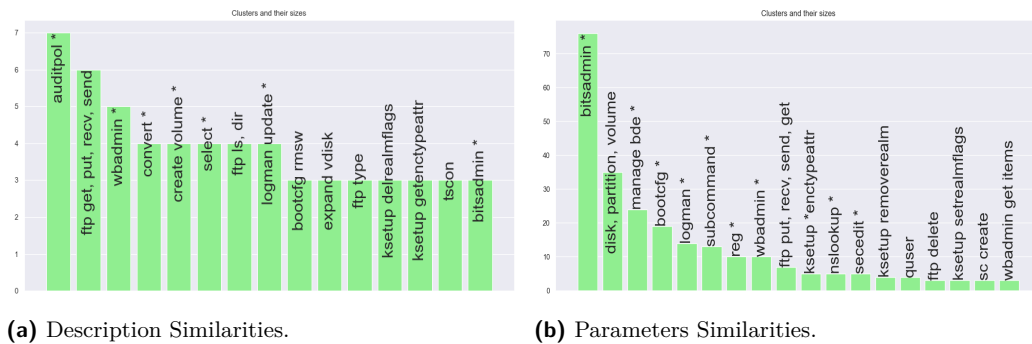 Clusters and their sizes
7
6
5
4
3
2
1
0
auditpol *
ftp get, put, recv, send
wbadmin *
convert *
create volume *
select *
ftp ls, dir
logman update *
bootcfg rmsw
expand vdisk
ftp type
ksetup delrealmflags
ksetup getenctypeattr
tscon
bitsadmin *
(a) Description Similarities.
Clusters and their sizes
70
60
50
40
30
20
10
0
bitsadmin *
disk, partition, volume
manage bde *
bootcfg *
logman *
subcommand *
reg *
wbadmin *
ftp put, recv, send, get
ksetup *enctypeattr
nslookup *
secedit *
ksetup removerealm
quser
ftp delete
ksetup setrealmflags
sc create
wbadmin get items
(b) Parameters Similarities.